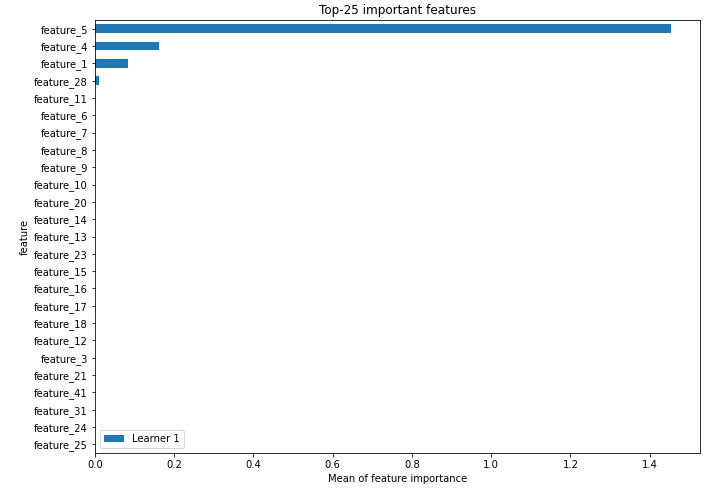 Top-25 important features
feature_5
feature_4
feature_1
feature_28
feature_11
feature_6
feature_7
feature_8
feature_9
feature_10
feature_20
feature_14
feature_13
feature_23
feature_15
feature_16
feature_17
feature_18
feature_12
feature_3
feature_21
feature_41
feature_31
feature_24
feature_25
feature
Learner 1
0.0 0.2 0.4 0.6 0.8 1.0 1.2 1.4
Mean of feature importance